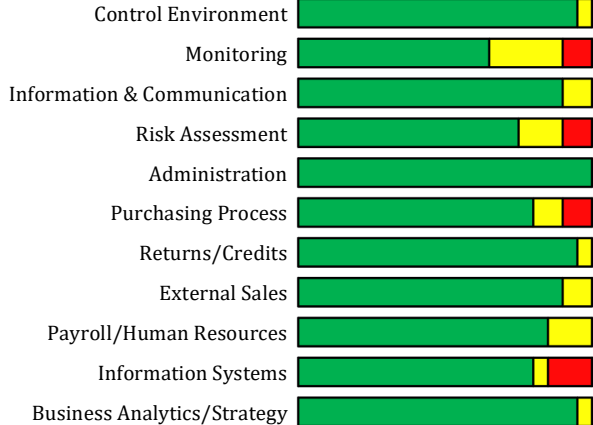 Control Environment
Monitoring
Information & Communication
Risk Assessment
Administration
Purchasing Process
Returns/Credits
External Sales
Payroll/Human Resources
Information Systems
Business Analytics/Strategy